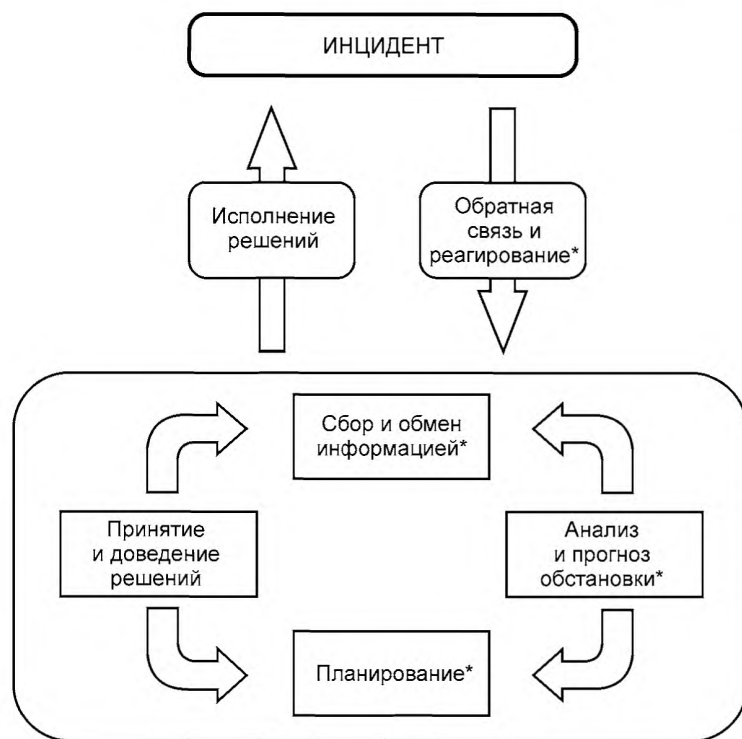 ИНЦИДЕНТ
Исполнение
решений
Обратная
связь и
реагирование*
Сбор и обмен
информацией*
Принятие
и доведение
решений
Анализ
и прогноз
обстановки*
Планирование*